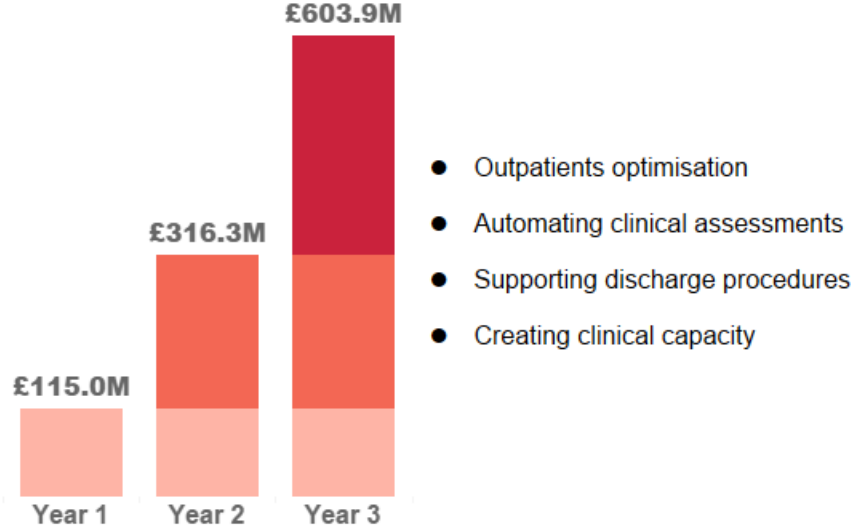 £603.9M
£316.3M
£115.0M
Year 1 Year 2 Year 3
● Outpatients optimisation
● Automating clinical assessments
● Supporting discharge procedures
● Creating clinical capacity